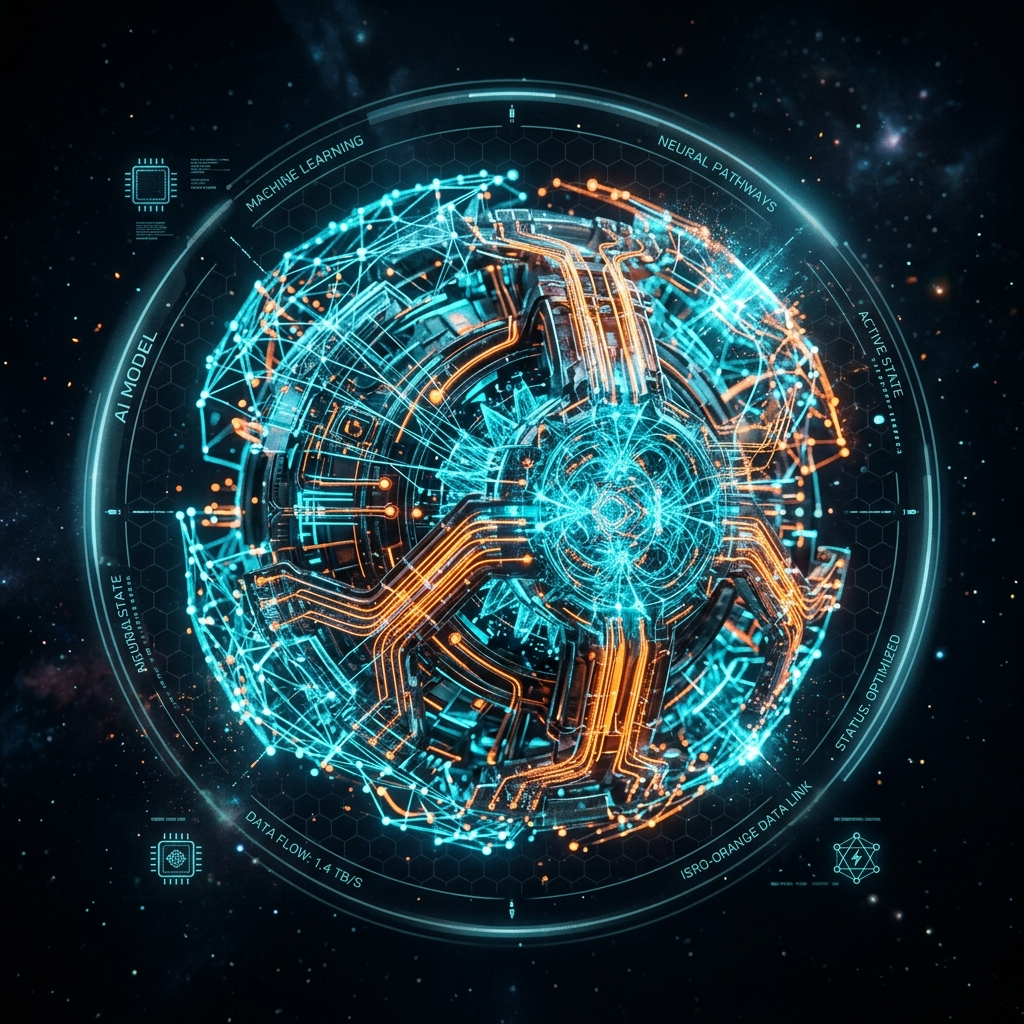 MACHINE LEARNING
NEURAL PATHWAYS
AI MODEL
ACTIVE STATE
STATE
STATUS: OPTIMIZED
DATA FLOW: 1.4 TB/S
ISRO-ORANGE DATA LINK